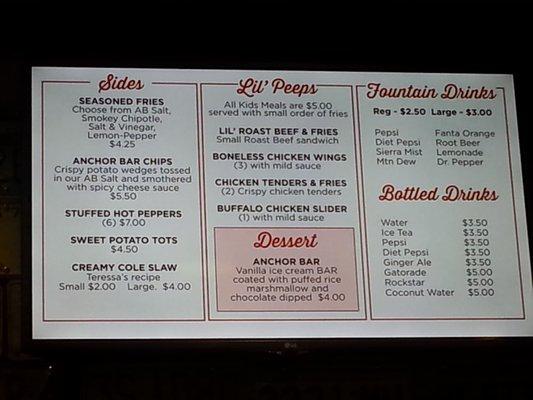 Sides
SEASONED FRIES
Choose from AB Salt,
Smokey Chipotle,
Salt & Vinegar,
Lemon-Pepper
$4.25
ANCHOR BAR CHIPS
Crispy potato wedges tossed
in our AB Salt and smothered
with spicy cheese sauce
$5.50
STUFFED HOT PEPPERS
(6) $7.00
SWEET POTATO TOTS
$4.50
CREAMY COLE SLAW
Teressa's recipe
Small $2.00 Large. $4.00
Lil' Peeps
All Kids Meals are $5.00
served with small order of fries
LIL' ROAST BEEF & FRIES
Small Roast Beef sandwich
BONELESS CHICKEN WINGS
(3) with mild sauce
CHICKEN TENDERS & FRIES
(2) Crispy chicken tenders
BUFFALO CHICKEN SLIDER
(1) with mild sauce
Dessert
ANCHOR BAR
Vanilla ice cream BAR
coated with puffed rice
marshmallow and
chocolate dipped $4.00
Fountain Drinks
Reg - $2.50 Large - $3.00
Pepsi Fanta Orange
Diet Pepsi Root Beer
Sierra Mist Lemonade
Mtn Dew Dr. Pepper
Bottled Drinks
Water $3.50
Ice Tea $3.50
Pepsi $3.50
Diet Pepsi $3.50
Ginger Ale $3.50
Gatorade $5.00
Rockstar $5.00
Coconut Water $5.00
LG